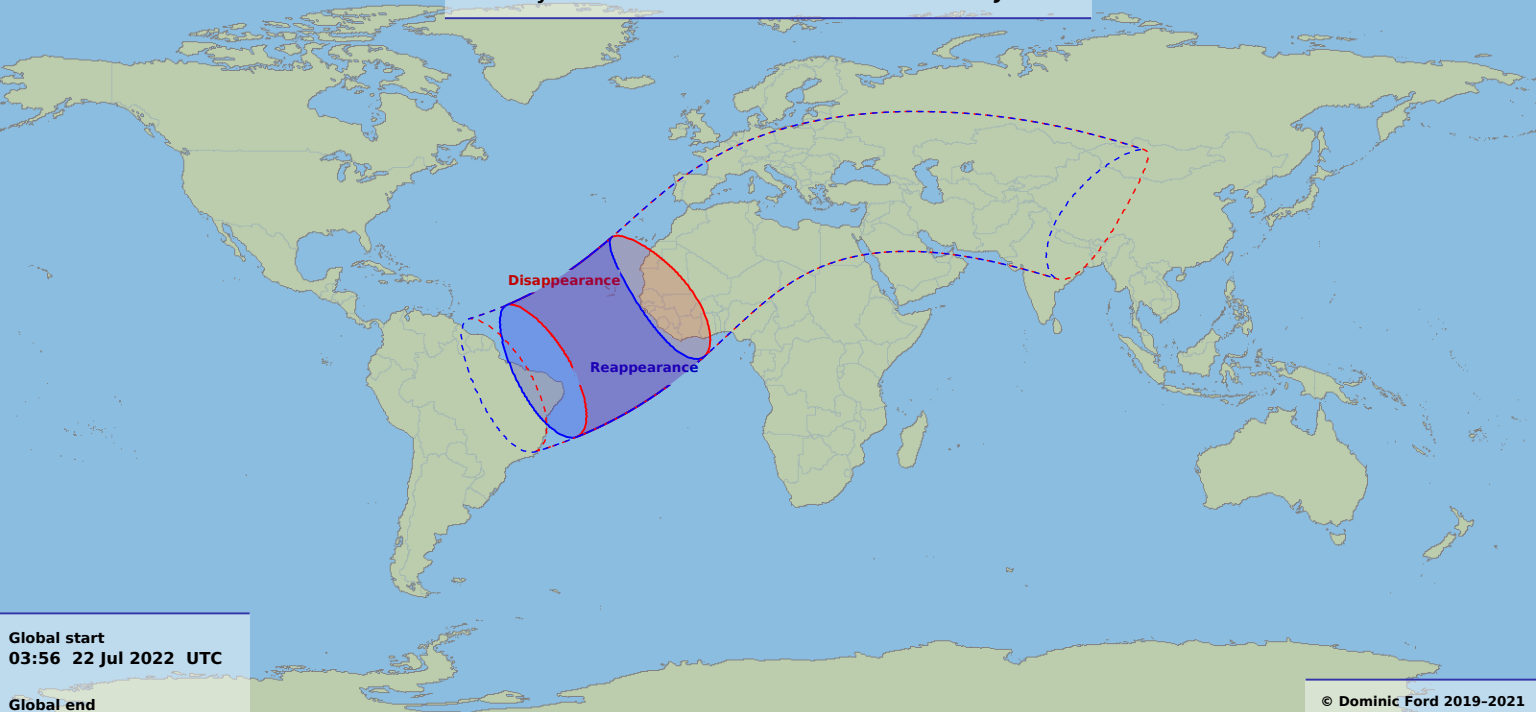 Disappearance
Reappearance
Global start
03:56 22 Jul 2022 UTC
Global end
© Dominic Ford 2019–2021